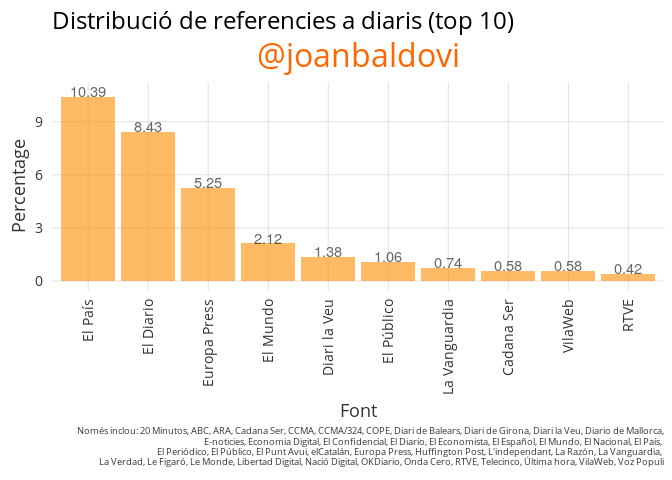 Distribució de referencies a diaris (top 10)
@joanbaldovi
Percentage
9
6
3
0
10.39
8.43
5.25
2.12
1.38
1.06
0.74
0.58
0.58
0.42
El País
El Diario
Europa Press
El Mundo
Diari la Veu
El Público
La Vanguardia
Cadana Ser
VilaWeb
RTVE
Font
Només inclou: 20 Minutos, ABC, ARA, Cadana Ser, CCMA, CCMA/324, COPE, Diari de Balears, Diari de Girona, Diari la Veu, Diario de Mallorca,
E-noticies, Economia Digital, El Confidencial, El Diario, El Economista, El Español, El Mundo, El Nacional, El País,
El Periódico, El Público, El Punt Avui, elCatalán, Europa Press, Huffington Post, L'independant, La Razón, La Vanguardia,
La Verdad, Le Figaró, Le Monde, Libertad Digital, Nació Digital, OKDiario, Onda Cero, RTVE, Telecinco, Última hora, VilaWeb, Voz Populi